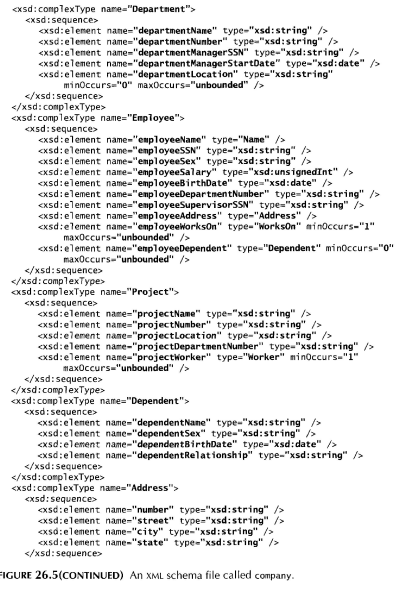 <xsd:complexType name="Department">
<xsd:sequence>
<xsd:element name="departmentName" type="xsd:string" />
<xsd:element name="departmentNumber" type="xsd:string" />
<xsd:element name="departmentManagerSSN" type="xsd:string" />
<xsd:element name="departmentManagerStartDate" type="xsd:date" />
<xsd:element name="departmentLocation" type="xsd:string"
minOccurs="0" maxOccurs="unbounded" />
</xsd:sequence>
</xsd:complexType>
<xsd:complexType name="Employee">
<xsd:sequence>
<xsd:element name="employeeName" type="Name" />
<xsd:element name="employeeSSN" type="xsd:string" />
<xsd:element name="employeeSex" type="xsd:string" />
<xsd:element name="employeeSalary" type="xsd:unsignedInt" />
<xsd:element name="employeeBirthDate" type="xsd:date" />
<xsd:element name="employeeDepartmentNumber" type="xsd:string" />
<xsd:element name="employeeSupervisorSSN" type="xsd:string" />
<xsd:element name="employeeAddress" type="Address" />
<xsd:element name="employeeWorksOn" type="WorksOn" minOccurs="1"
maxOccurs="unbounded" />
<xsd:element name="employeeDependent" type="Dependent" minOccurs="0"
maxOccurs="unbounded" />
</xsd:sequence>
</xsd:complexType>
<xsd:complexType name="Project">
<xsd:sequence>
<xsd:element name="projectName" type="xsd:string" />
<xsd:element name="projectNumber" type="xsd:string" />
<xsd:element name="projectLocation" type="xsd:string" />
<xsd:element name="projectDepartmentNumber" type="xsd:string" />
<xsd:element name="projectWorker" type="Worker" minOccurs="1"
maxOccurs="unbounded" />
</xsd:sequence>
</xsd:complexType>
<xsd:complexType name="Dependent">
<xsd:sequence>
<xsd:element name="dependentName" type="xsd:string" />
<xsd:element name="dependentSex" type="xsd:string" />
<xsd:element name="dependentBirthDate" type="xsd:date" />
<xsd:element name="dependentRelationship" type="xsd:string" />
</xsd:sequence>
</xsd:complexType>
<xsd:complexType name="Address">
<xsd:sequence>
<xsd:element name="number" type="xsd:string" />
<xsd:element name="street" type="xsd:string" />
<xsd:element name="city" type="xsd:string" />
<xsd:element name="state" type="xsd:string" />
</xsd:sequence>
FIGURE 26.5(CONTINUED) An XML schema file called company.